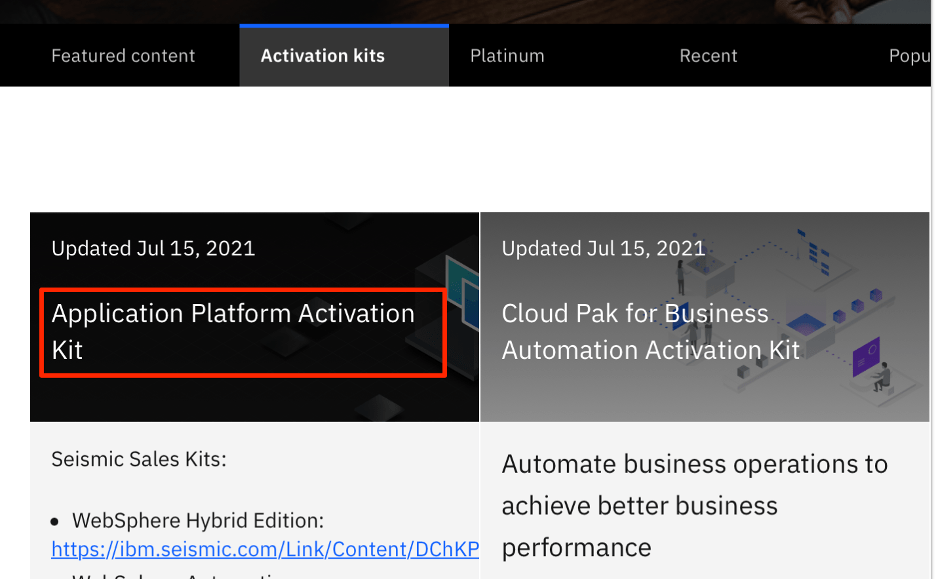 Featured content
Activation kits
Platinum
Recent
Popu
Updated Jul 15, 2021
Application Platform Activation
Kit
Seismic Sales Kits:
• WebSphere Hybrid Edition:
https://ibm.seismic.com/Link/Content/DChKP
Updated Jul 15, 2021
Cloud Pak for Business
Automation Activation Kit
Automate business operations to
achieve better business
performance